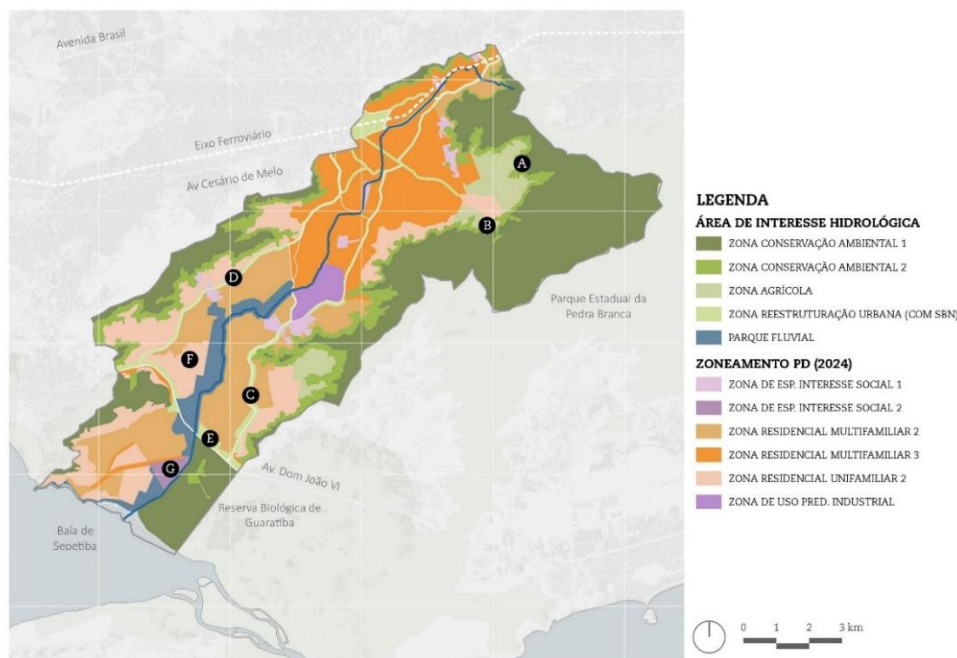 Avenida Brasil
Eixo Ferroviário
Av Cesário de Melo
A
B
Parque Estadual da
Pedra Branca
D
F
C
E
Av. Dom João VI
G
Reserva Biológica de
Guaratiba
Baía de
Sepetiba
LEGENDA
ÁREA DE INTERESSE HIDROLÓGICA
ZONA CONSERVAÇÃO AMBIENTAL 1
ZONA CONSERVAÇÃO AMBIENTAL 2
ZONA AGRÍCOLA
ZONA REESTRUTURAÇÃO URBANA (COM SBN)
PARQUE FLUVIAL
ZONEAMENTO PD (2024)
ZONA DE ESP. INTERESSE SOCIAL 1
ZONA DE ESP. INTERESSE SOCIAL 2
ZONA RESIDENCIAL MULTIFAMILIAR 2
ZONA RESIDENCIAL MULTIFAMILIAR 3
ZONA RESIDENCIAL UNIFAMILIAR 2
ZONA DE USO PRED. INDUSTRIAL
0 1 2 3 km